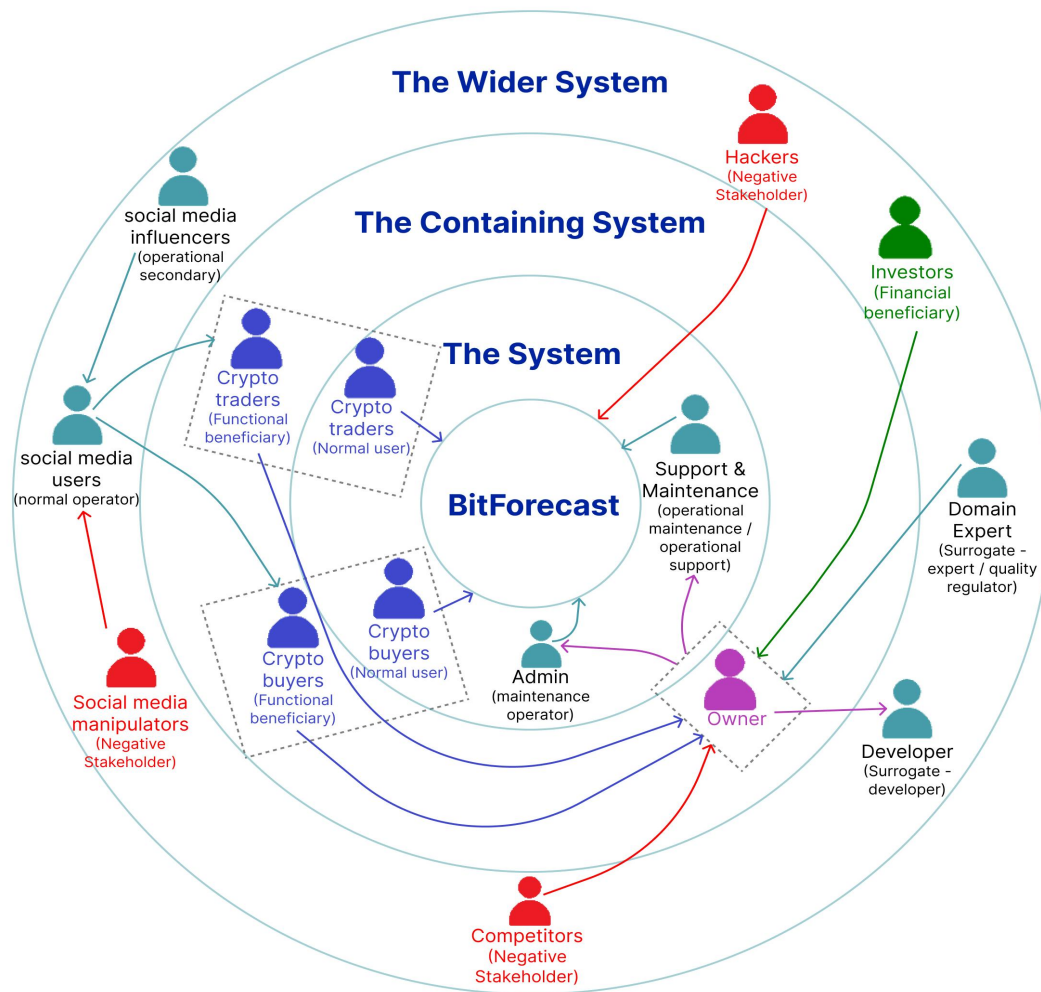 The Wider System
Hackers
(Negative
Stakeholder)
social media
influencers
(operational
secondary)
The Containing System
Investors
(Financial
beneficiary)
The System
Crypto
traders
(Functional
beneficiary)
Crypto
traders
(Normal user)
social media
users
(normal operator)
BitForecast
Support &
Maintenance
(operational
maintenance /
operational
support)
Domain
Expert
(Surrogate -
expert / quality
regulator)
Crypto
buyers
(Functional
beneficiary)
Crypto
buyers
(Normal user)
Admin
(maintenance
operator)
Social media
manipulators
(Negative
Stakeholder)
Owner
Developer
(Surrogate -
developer)
Competitors
(Negative
Stakeholder)